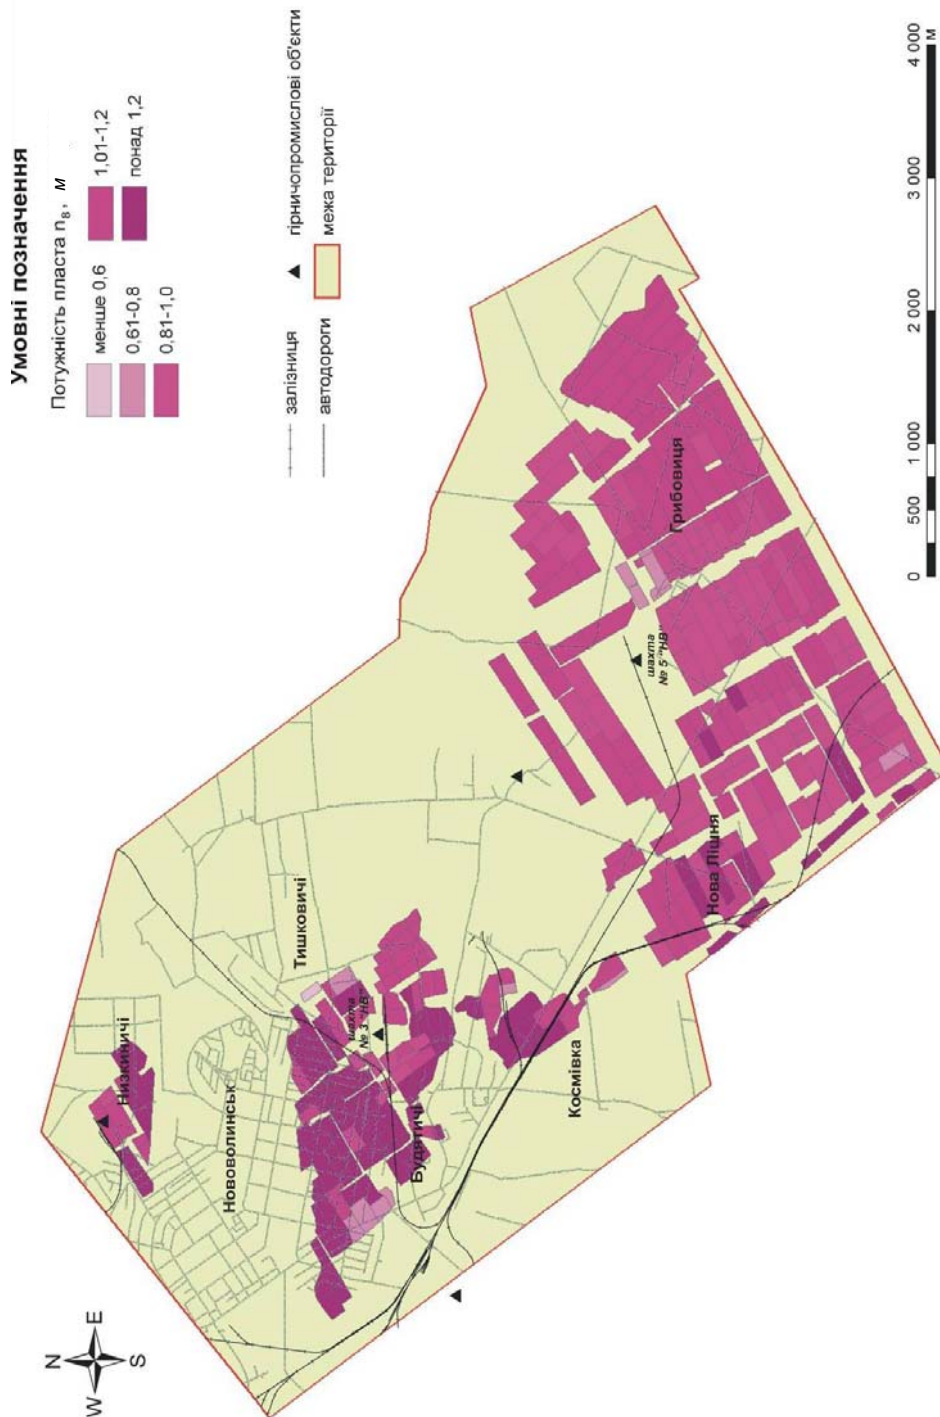 Умовні позначення
Потужність пласта n₈, м
менше 0,6
0,61-0,8
0,81-1,0
1,01-1,2
понад 1,2
залізниця
автодороги
гірничопромислові об'єкти
межа території
N
W
E
S
Низкиничі
Нововолинськ
Тишковичі
шахта
№ 3 "НВ"
Будятичі
Космівка
шахта
№ 5 "НВ"
Грибовиця
Нова Лішня
0
500
1 000
2 000
3 000
4 000
м